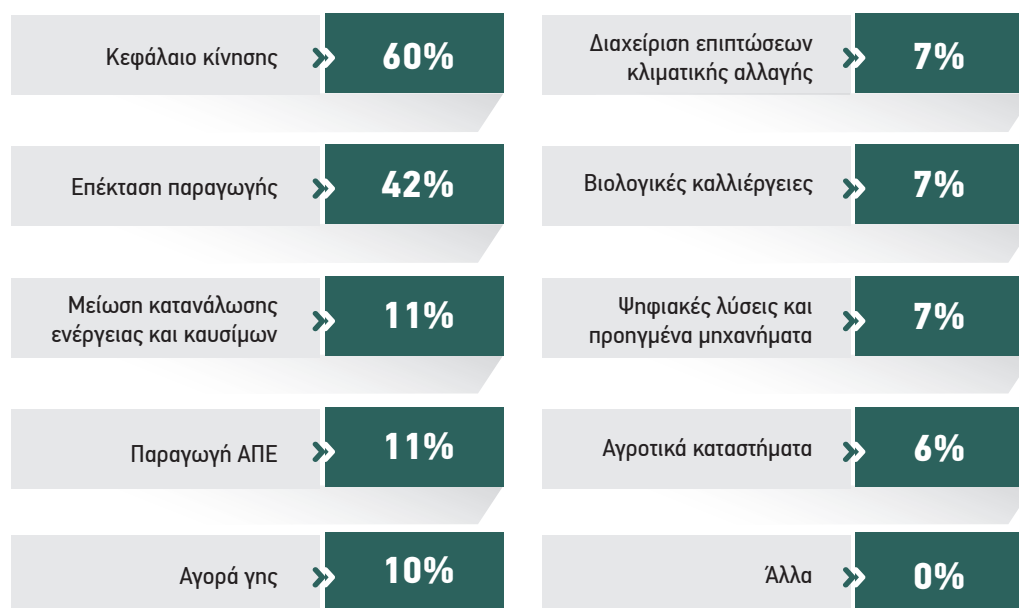 Κεφάλαιο κίνησης
60%
Επέκταση παραγωγής
42%
Μείωση κατανάλωσης
ενέργειας και καυσίμων
11%
Παραγωγή ΑΠΕ
11%
Αγορά γης
10%
Διαχείριση επιπτώσεων
κλιματικής αλλαγής
7%
Βιολογικές καλλιέργειες
7%
Ψηφιακές λύσεις και
προηγμένα μηχανήματα
7%
Αγροτικά καταστήματα
6%
Άλλα
0%